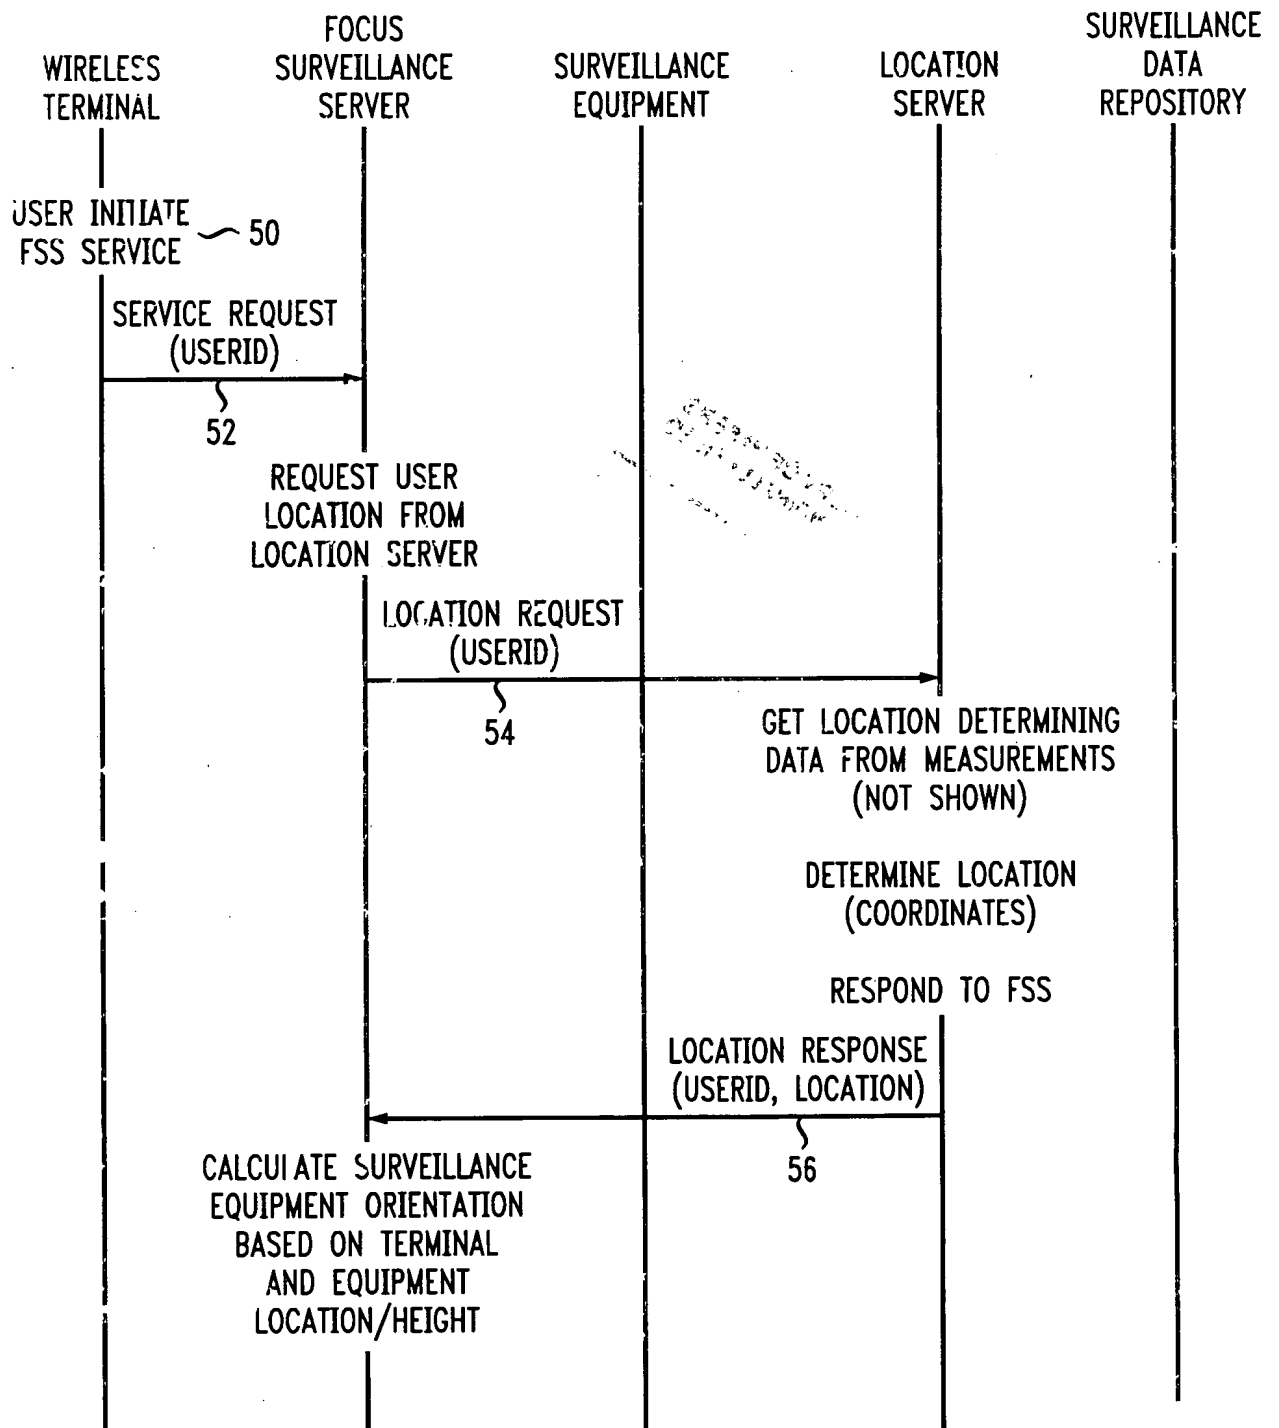 WIRELESS
TERMINAL
FOCUS
SURVEILLANCE
SERVER
SURVEILLANCE
EQUIPMENT
LOCATION
SERVER
SURVEILLANCE
DATA
REPOSITORY
USER INITIATE
FSS SERVICE
50
SERVICE REQUEST
(USERID)
52
REQUEST USER
LOCATION FROM
LOCATION SERVER
LOCATION REQUEST
(USERID)
54
GET LOCATION DETERMINING
DATA FROM MEASUREMENTS
(NOT SHOWN)
DETERMINE LOCATION
(COORDINATES)
RESPOND TO FSS
LOCATION RESPONSE
(USERID, LOCATION)
56
CALCULATE SURVEILLANCE
EQUIPMENT ORIENTATION
BASED ON TERMINAL
AND EQUIPMENT
LOCATION/HEIGHT